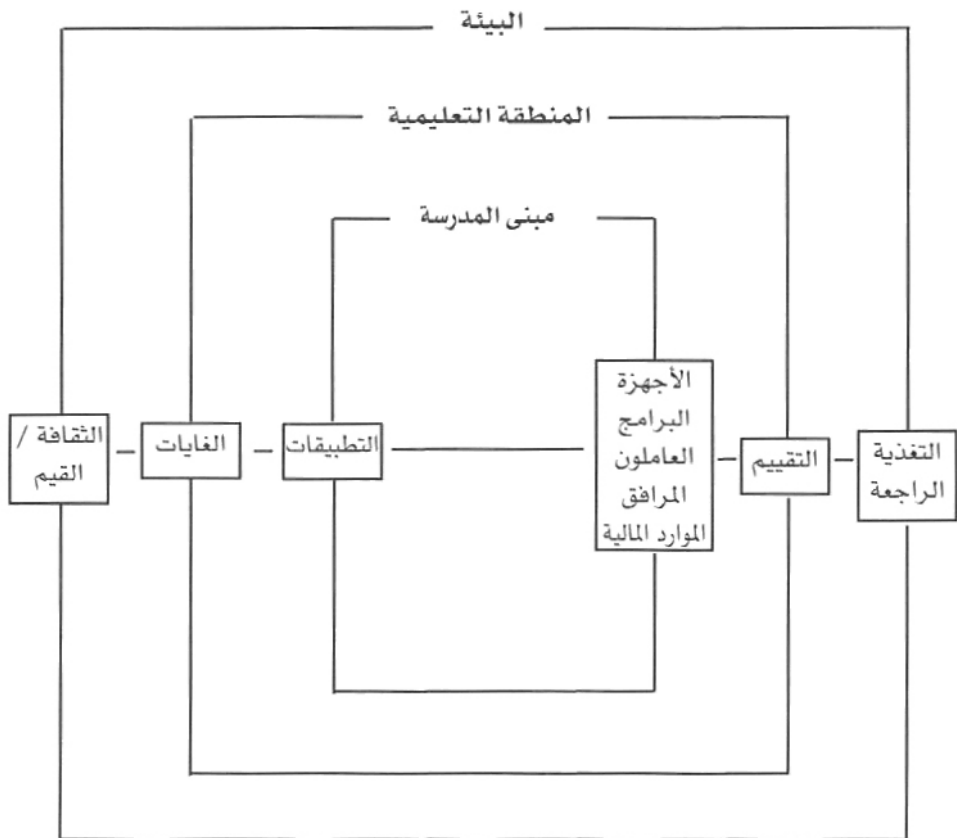 البيئة
المنطقة التعليمية
مبنى المدرسة
الأجهزة
البرامج
العاملون
المرافق
الموارد المالية
التغذية
الراجعة
التقييم
التطبيقات
الغايات
الثقافة /
القيم